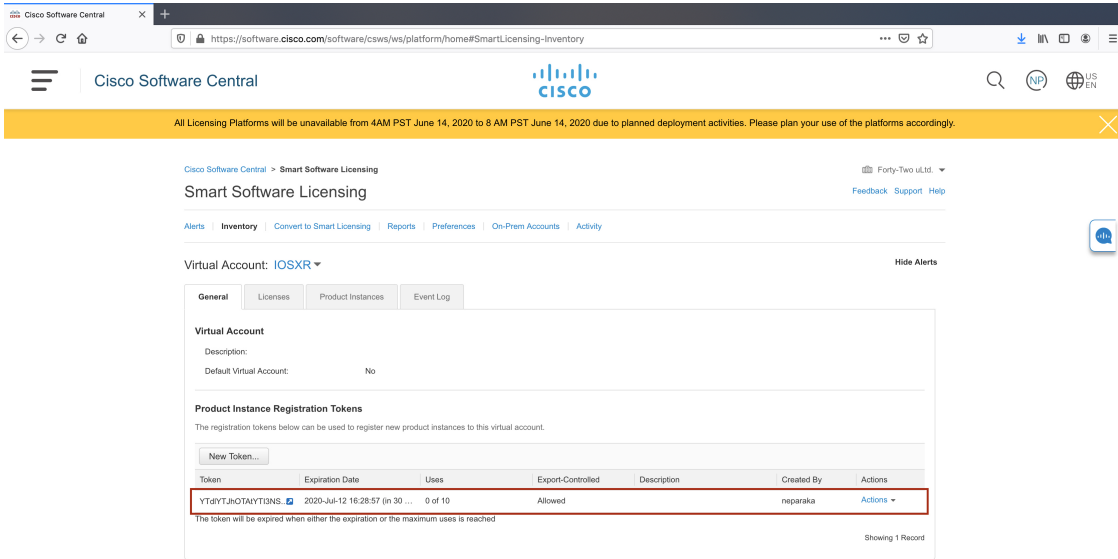 Cisco Software Central
https://software.cisco.com/software/csws/ws/platform/home#SmartLicensing-Inventory
Cisco Software Central
CISCO
NP
US
EN
All Licensing Platforms will be unavailable from 4AM PST June 14, 2020 to 8 AM PST June 14, 2020 due to planned deployment activities. Please plan your use of the platforms accordingly.
Cisco Software Central > Smart Software Licensing
Forty-Two uLtd.
Smart Software Licensing
Feedback Support Help
Alerts | Inventory | Convert to Smart Licensing | Reports | Preferences | On-Prem Accounts | Activity
Virtual Account: IOSXR
Hide Alerts
General Licenses Product Instances Event Log
Virtual Account
Description:
Default Virtual Account: No
Product Instance Registration Tokens
The registration tokens below can be used to register new product instances to this virtual account.
New Token...
Token Expiration Date Uses Export-Controlled Description Created By Actions
YTdlYTJhOTAtYTI3NS.. 2020-Jul-12 16:28:57 (in 30 ... 0 of 10 Allowed neparaka Actions
The token will be expired when either the expiration or the maximum uses is reached
Showing 1 Record